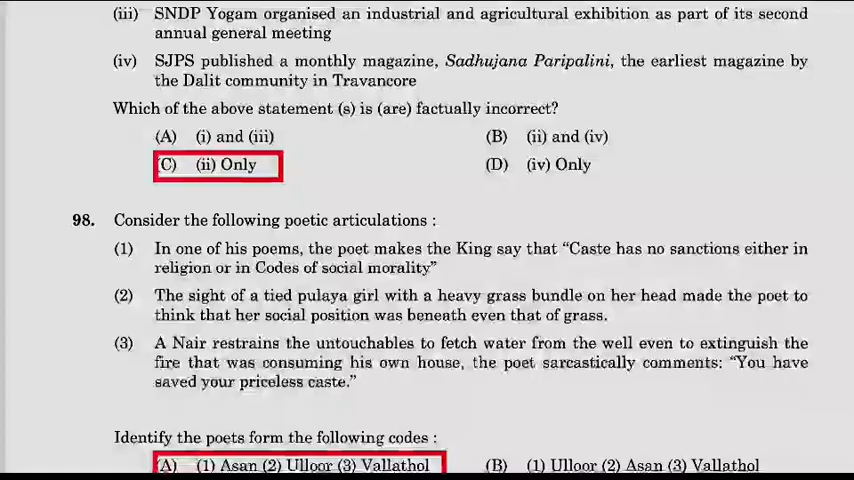 (iii) SNDP Yogam organised an industrial and agricultural exhibition as part of its second
annual general meeting
(iv) SJPS published a monthly magazine, Sadhujana Paripalini, the earliest magazine by
the Dalit community in Travancore
Which of the above statement (s) is (are) factually incorrect?
(A) (i) and (iii) (B) (ii) and (iv)
(C) (ii) Only (D) (iv) Only
98. Consider the following poetic articulations :
(1) In one of his poems, the poet makes the King say that “Caste has no sanctions either in
religion or in Codes of social morality”
(2) The sight of a tied pulaya girl with a heavy grass bundle on her head made the poet to
think that her social position was beneath even that of grass.
(3) A Nair restrains the untouchables to fetch water from the well even to extinguish the
fire that was consuming his own house, the poet sarcastically comments: “You have
saved your priceless caste.”
Identify the poets form the following codes :
(A) (1) Asan (2) Ulloor (3) Vallathol (B) (1) Ulloor (2) Asan (3) Vallathol